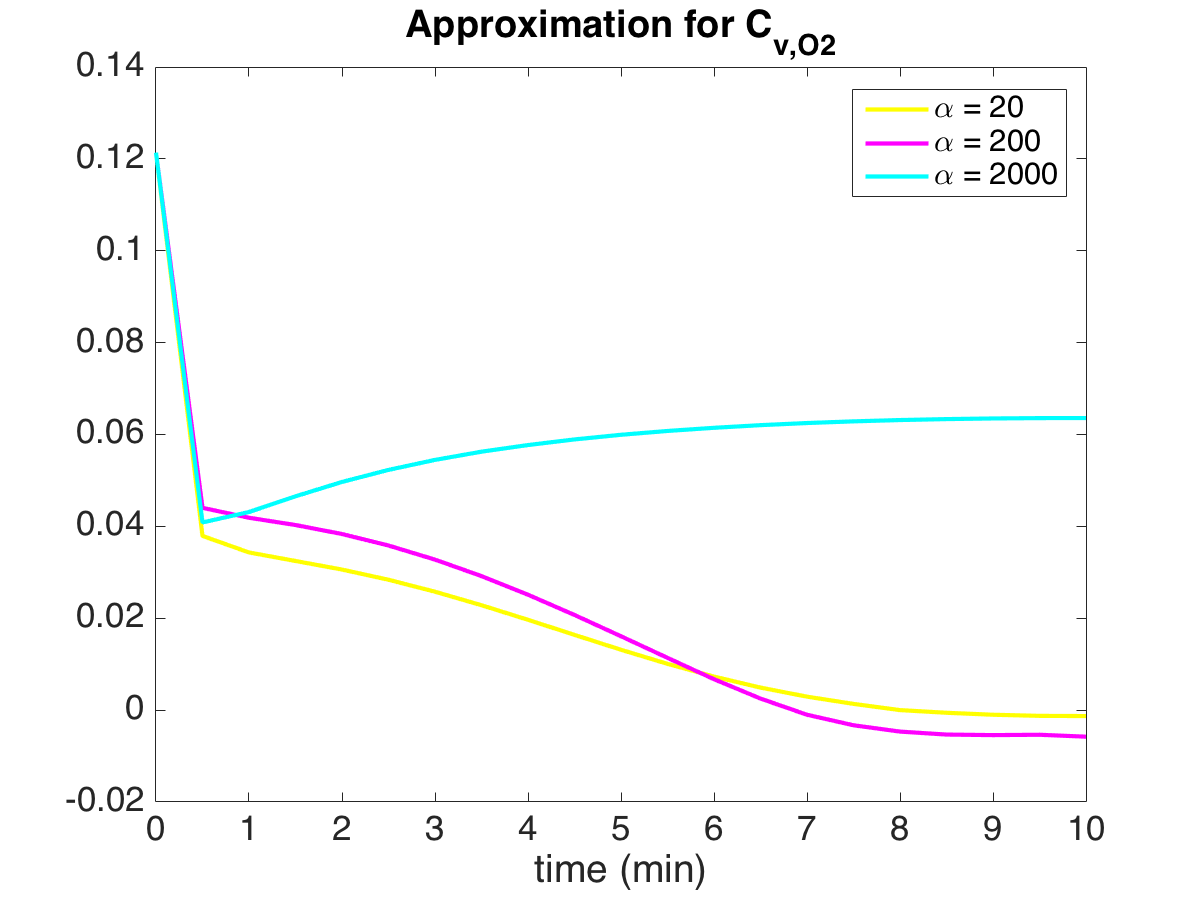 Approximation for C_v,O2
0.14
0.12
0.1
0.08
0.06
0.04
0.02
0
-0.02
α = 20
α = 200
α = 2000
0 1 2 3 4 5 6 7 8 9 10
time (min)